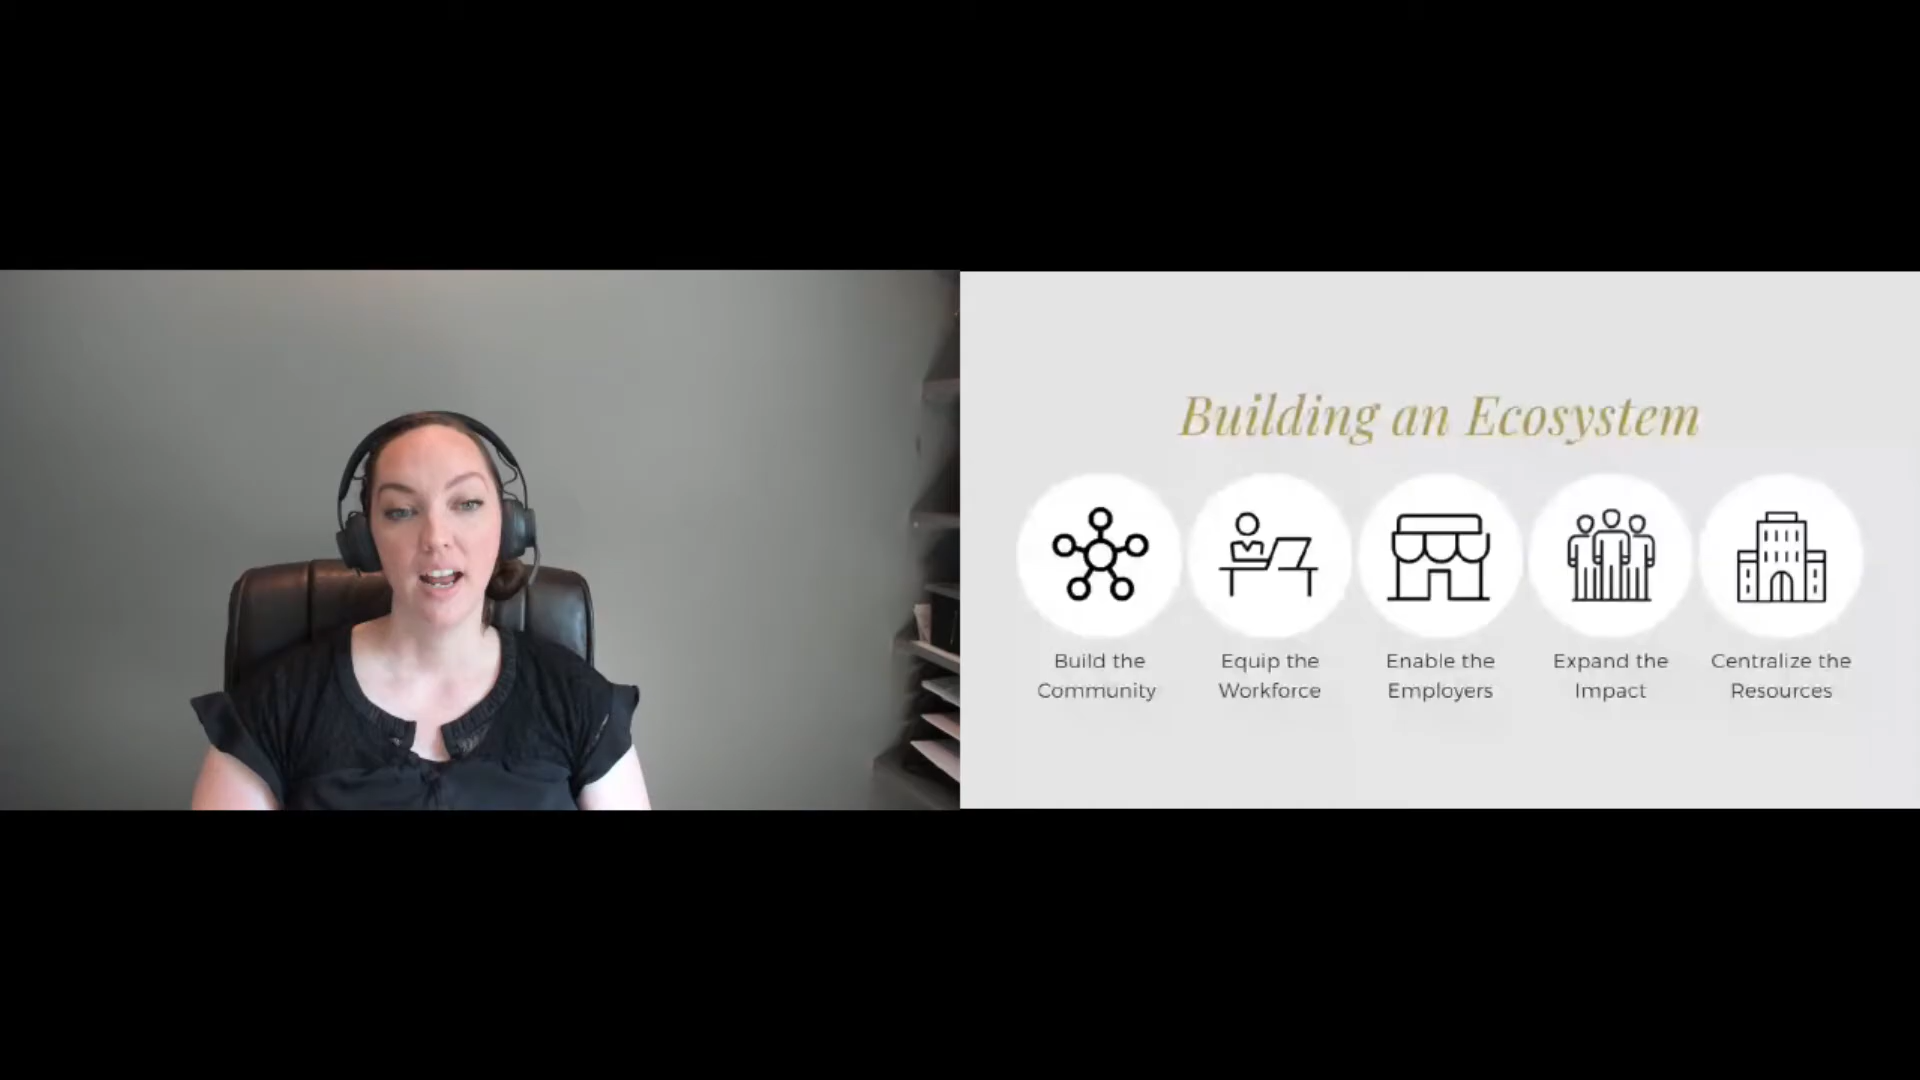 Building an Ecosystem
Build the
Community
Equip the
Workforce
Enable the
Employers
Expand the
Impact
Centralize the
Resources